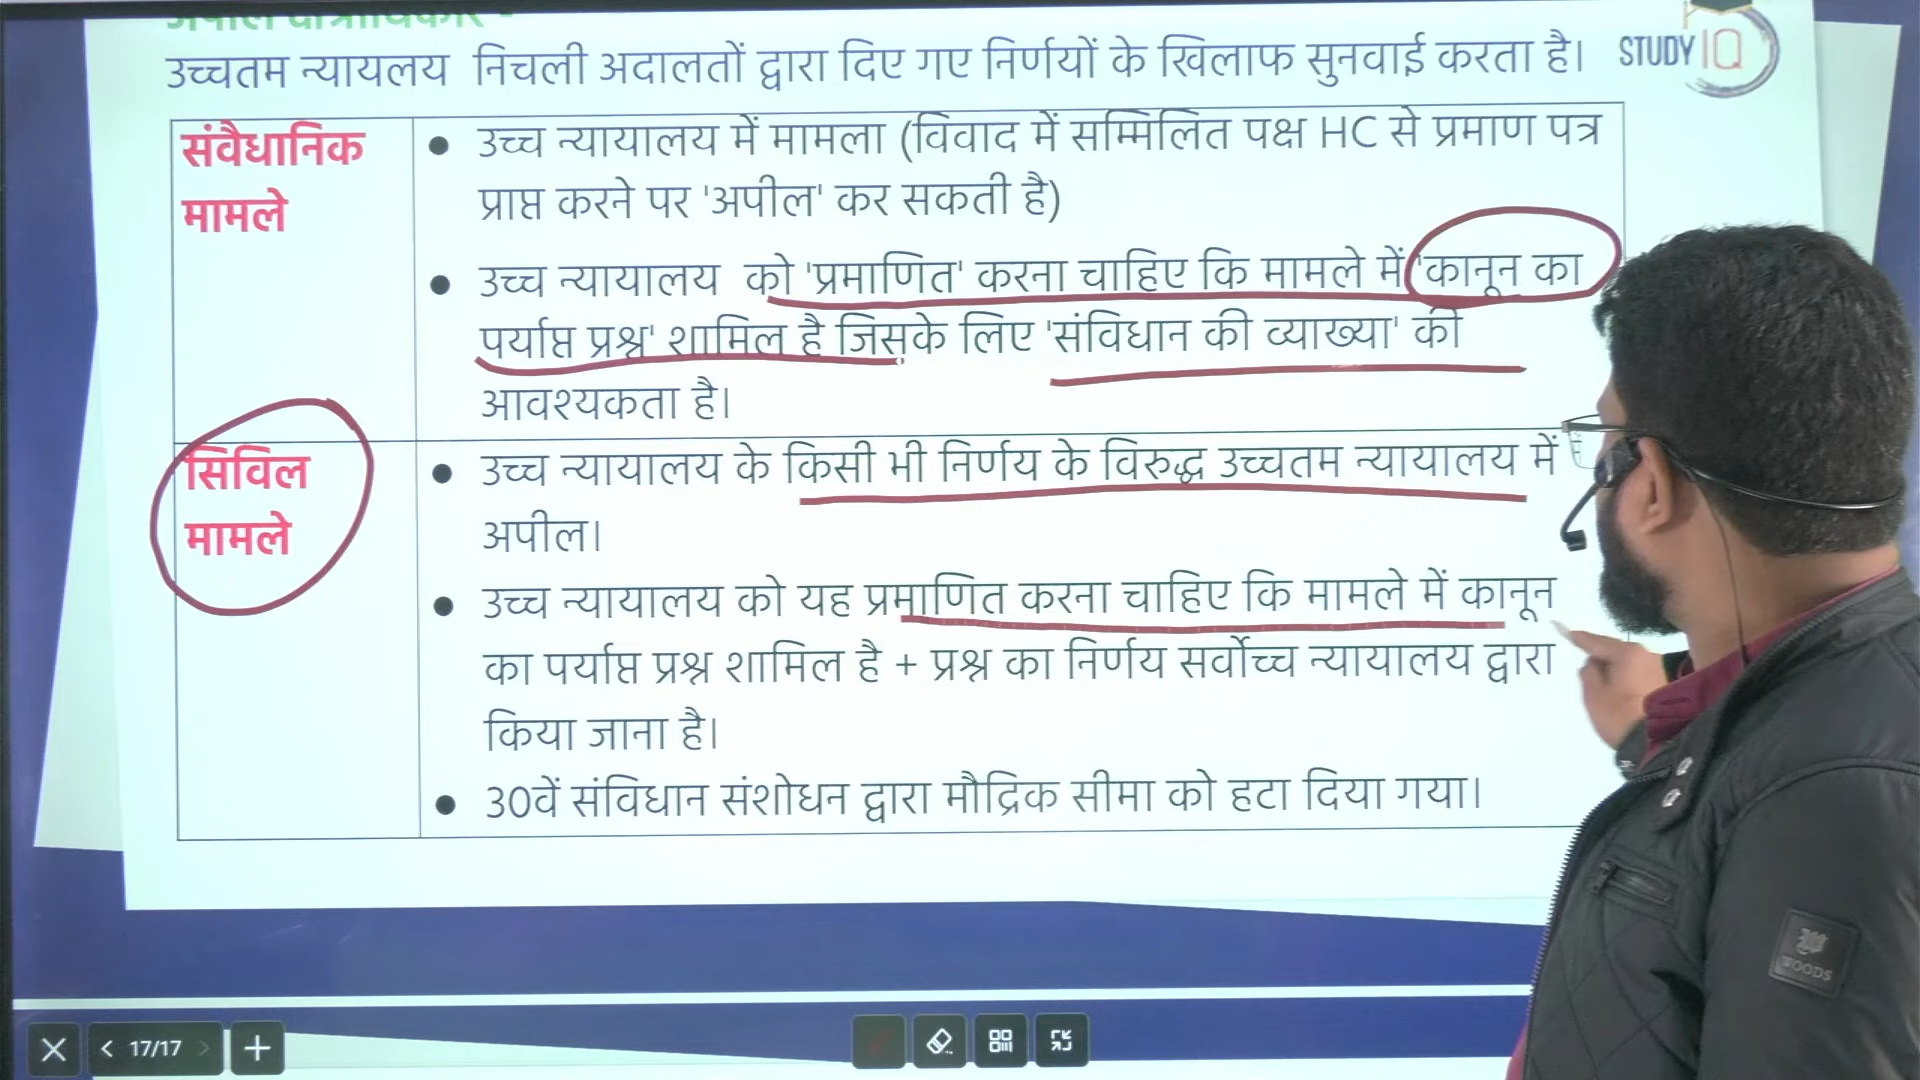 उच्चतम न्यायलय निचली अदालतों द्वारा दिए गए निर्णयों के खिलाफ सुनवाई करता है।
STUDY IQ
संवैधानिक
मामले
● उच्च न्यायालय में मामला (विवाद में सम्मिलित पक्ष HC से प्रमाण पत्र
प्राप्त करने पर 'अपील' कर सकती है)
● उच्च न्यायालय को 'प्रमाणित' करना चाहिए कि मामले में 'कानून का
पर्याप्त प्रश्न' शामिल है जिसके लिए 'संविधान की व्याख्या' की
आवश्यकता है।
सिविल
मामले
● उच्च न्यायालय के किसी भी निर्णय के विरुद्ध उच्चतम न्यायालय में
अपील।
● उच्च न्यायालय को यह प्रमाणित करना चाहिए कि मामले में कानून
का पर्याप्त प्रश्न शामिल है + प्रश्न का निर्णय सर्वोच्च न्यायालय द्वारा
किया जाना है।
● 30वें संविधान संशोधन द्वारा मौद्रिक सीमा को हटा दिया गया।
WOODS
17/17